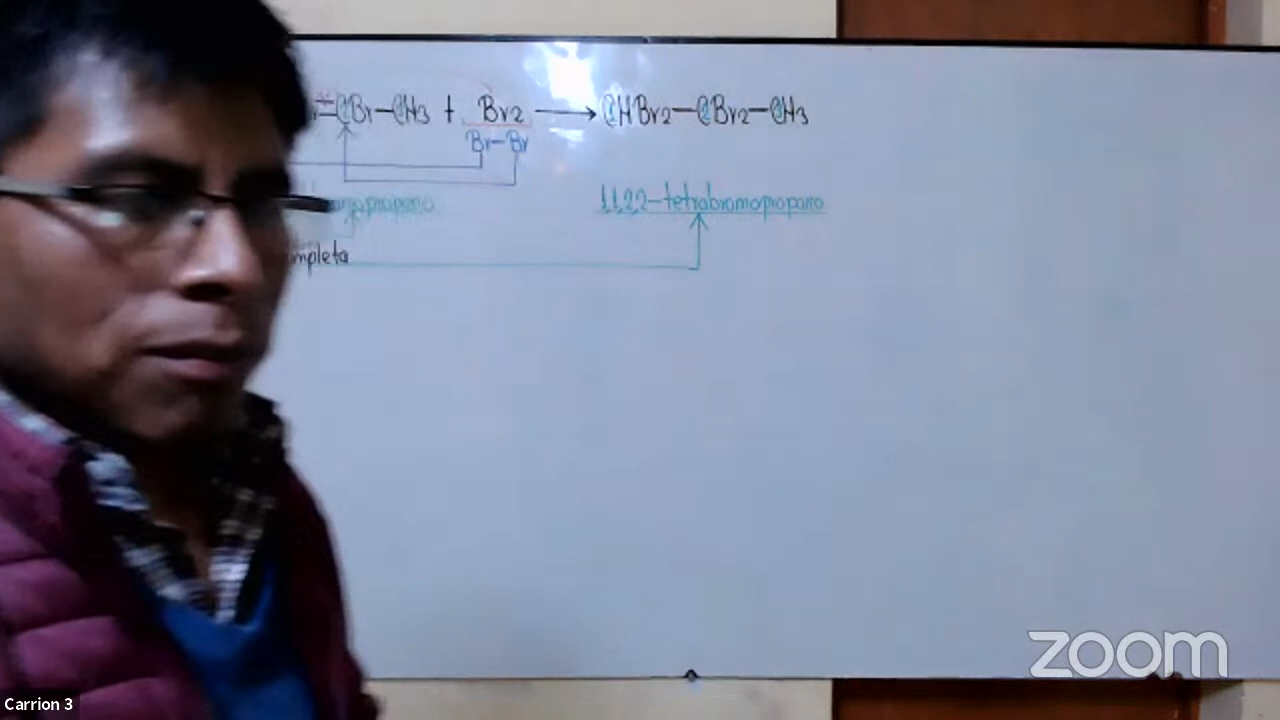 =CBr-CH3 + Br2 → CHBr2-CBr2-CH3
Br-Br
1,1,2,2-tetrabromopropano
mpleta
zoom
Carrion 3